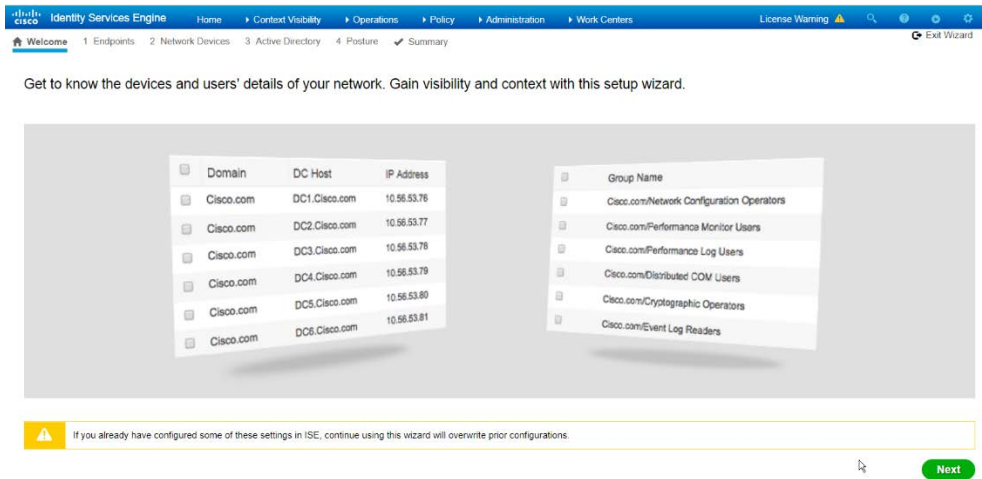 CISCO Identity Services Engine Home Context Visibility Operations Policy Administration Work Centers License Warning
Welcome 1 Endpoints 2 Network Devices 3 Active Directory 4 Posture Summary Exit Wizard
Get to know the devices and users' details of your network. Gain visibility and context with this setup wizard.
Domain DC Host IP Address
Cisco.com DC1.Cisco.com 10.56.53.76
Cisco.com DC2.Cisco.com 10.56.53.77
Cisco.com DC3.Cisco.com 10.56.53.78
Cisco.com DC4.Cisco.com 10.56.53.79
Cisco.com DC5.Cisco.com 10.56.53.80
Cisco.com DC6.Cisco.com 10.56.53.81
Group Name
Cisco.com/Network Configuration Operators
Cisco.com/Performance Monitor Users
Cisco.com/Performance Log Users
Cisco.com/Distributed COM Users
Cisco.com/Cryptographic Operators
Cisco.com/Event Log Readers
If you already have configured some of these settings in ISE, continue using this wizard will overwrite prior configurations.
Next